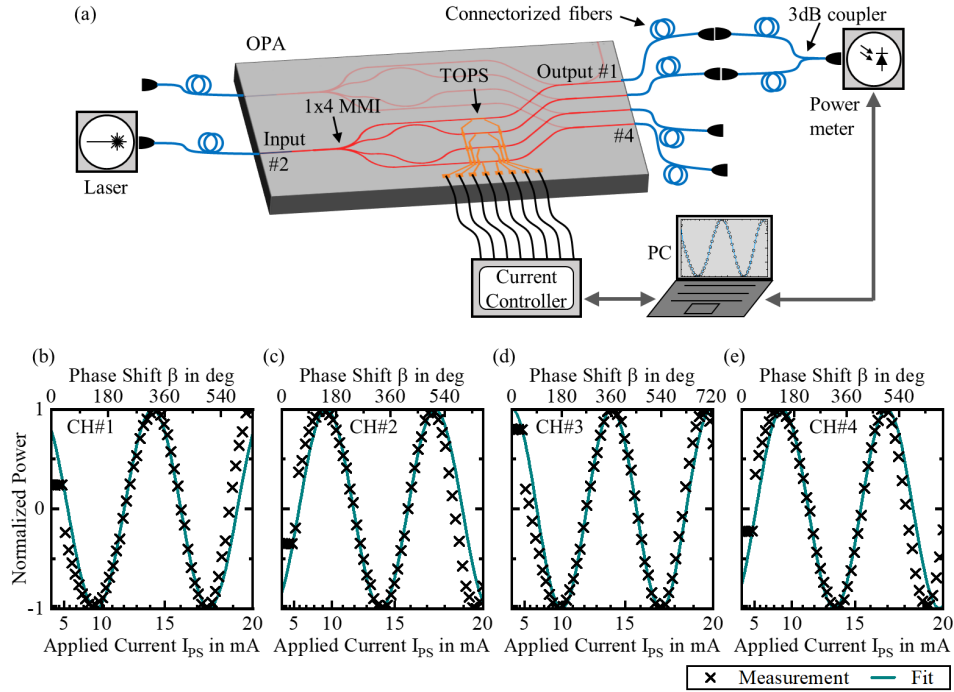 (a)
Connectorized fibers
3dB coupler
OPA
TOPS
Output #1
1x4 MMI
Input
#2
#4
Power
meter
Laser
PC
Current
Controller
(b)
(c)
(d)
(e)
Phase Shift β in deg
Phase Shift β in deg
Phase Shift β in deg
Phase Shift β in deg
0 180 360 540
0 180 360 540
0 180 360 540 720
0 180 360 540
Normalized Power
1
0
-1
CH#1
CH#2
CH#3
CH#4
5 10 15
5 10 15
5 10 15
5 10 15 20
Applied Current I_PS in mA
Applied Current I_PS in mA
Applied Current I_PS in mA
Applied Current I_PS in mA
Measurement
Fit